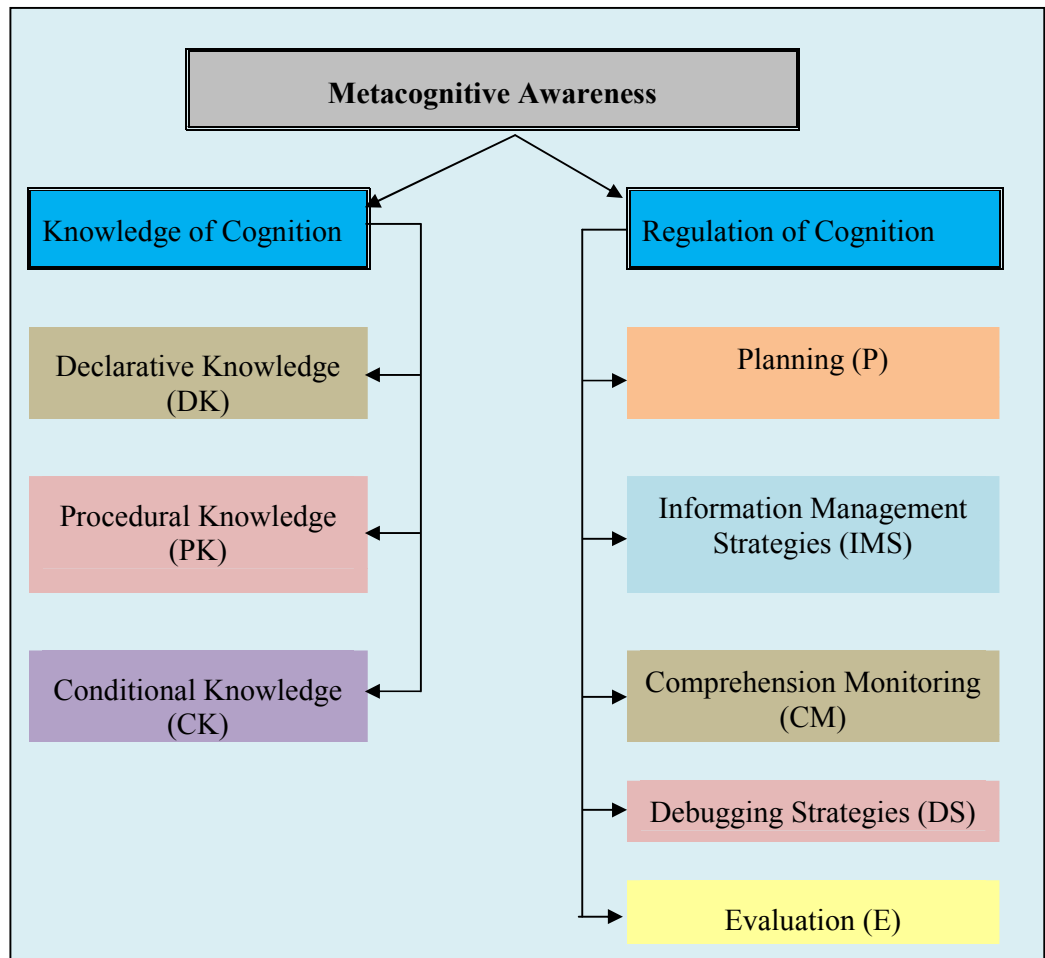 Metacognitive Awareness
Knowledge of Cognition
Declarative Knowledge
(DK)
Procedural Knowledge
(PK)
Conditional Knowledge
(CK)
Regulation of Cognition
Planning (P)
Information Management
Strategies (IMS)
Comprehension Monitoring
(CM)
Debugging Strategies (DS)
Evaluation (E)